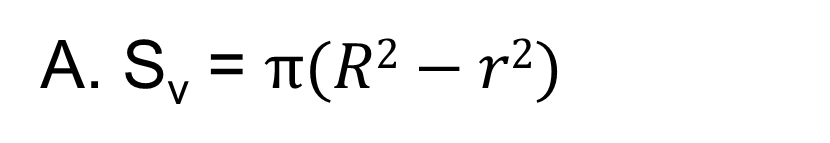 A. Sᵥ = π(R² − r²)